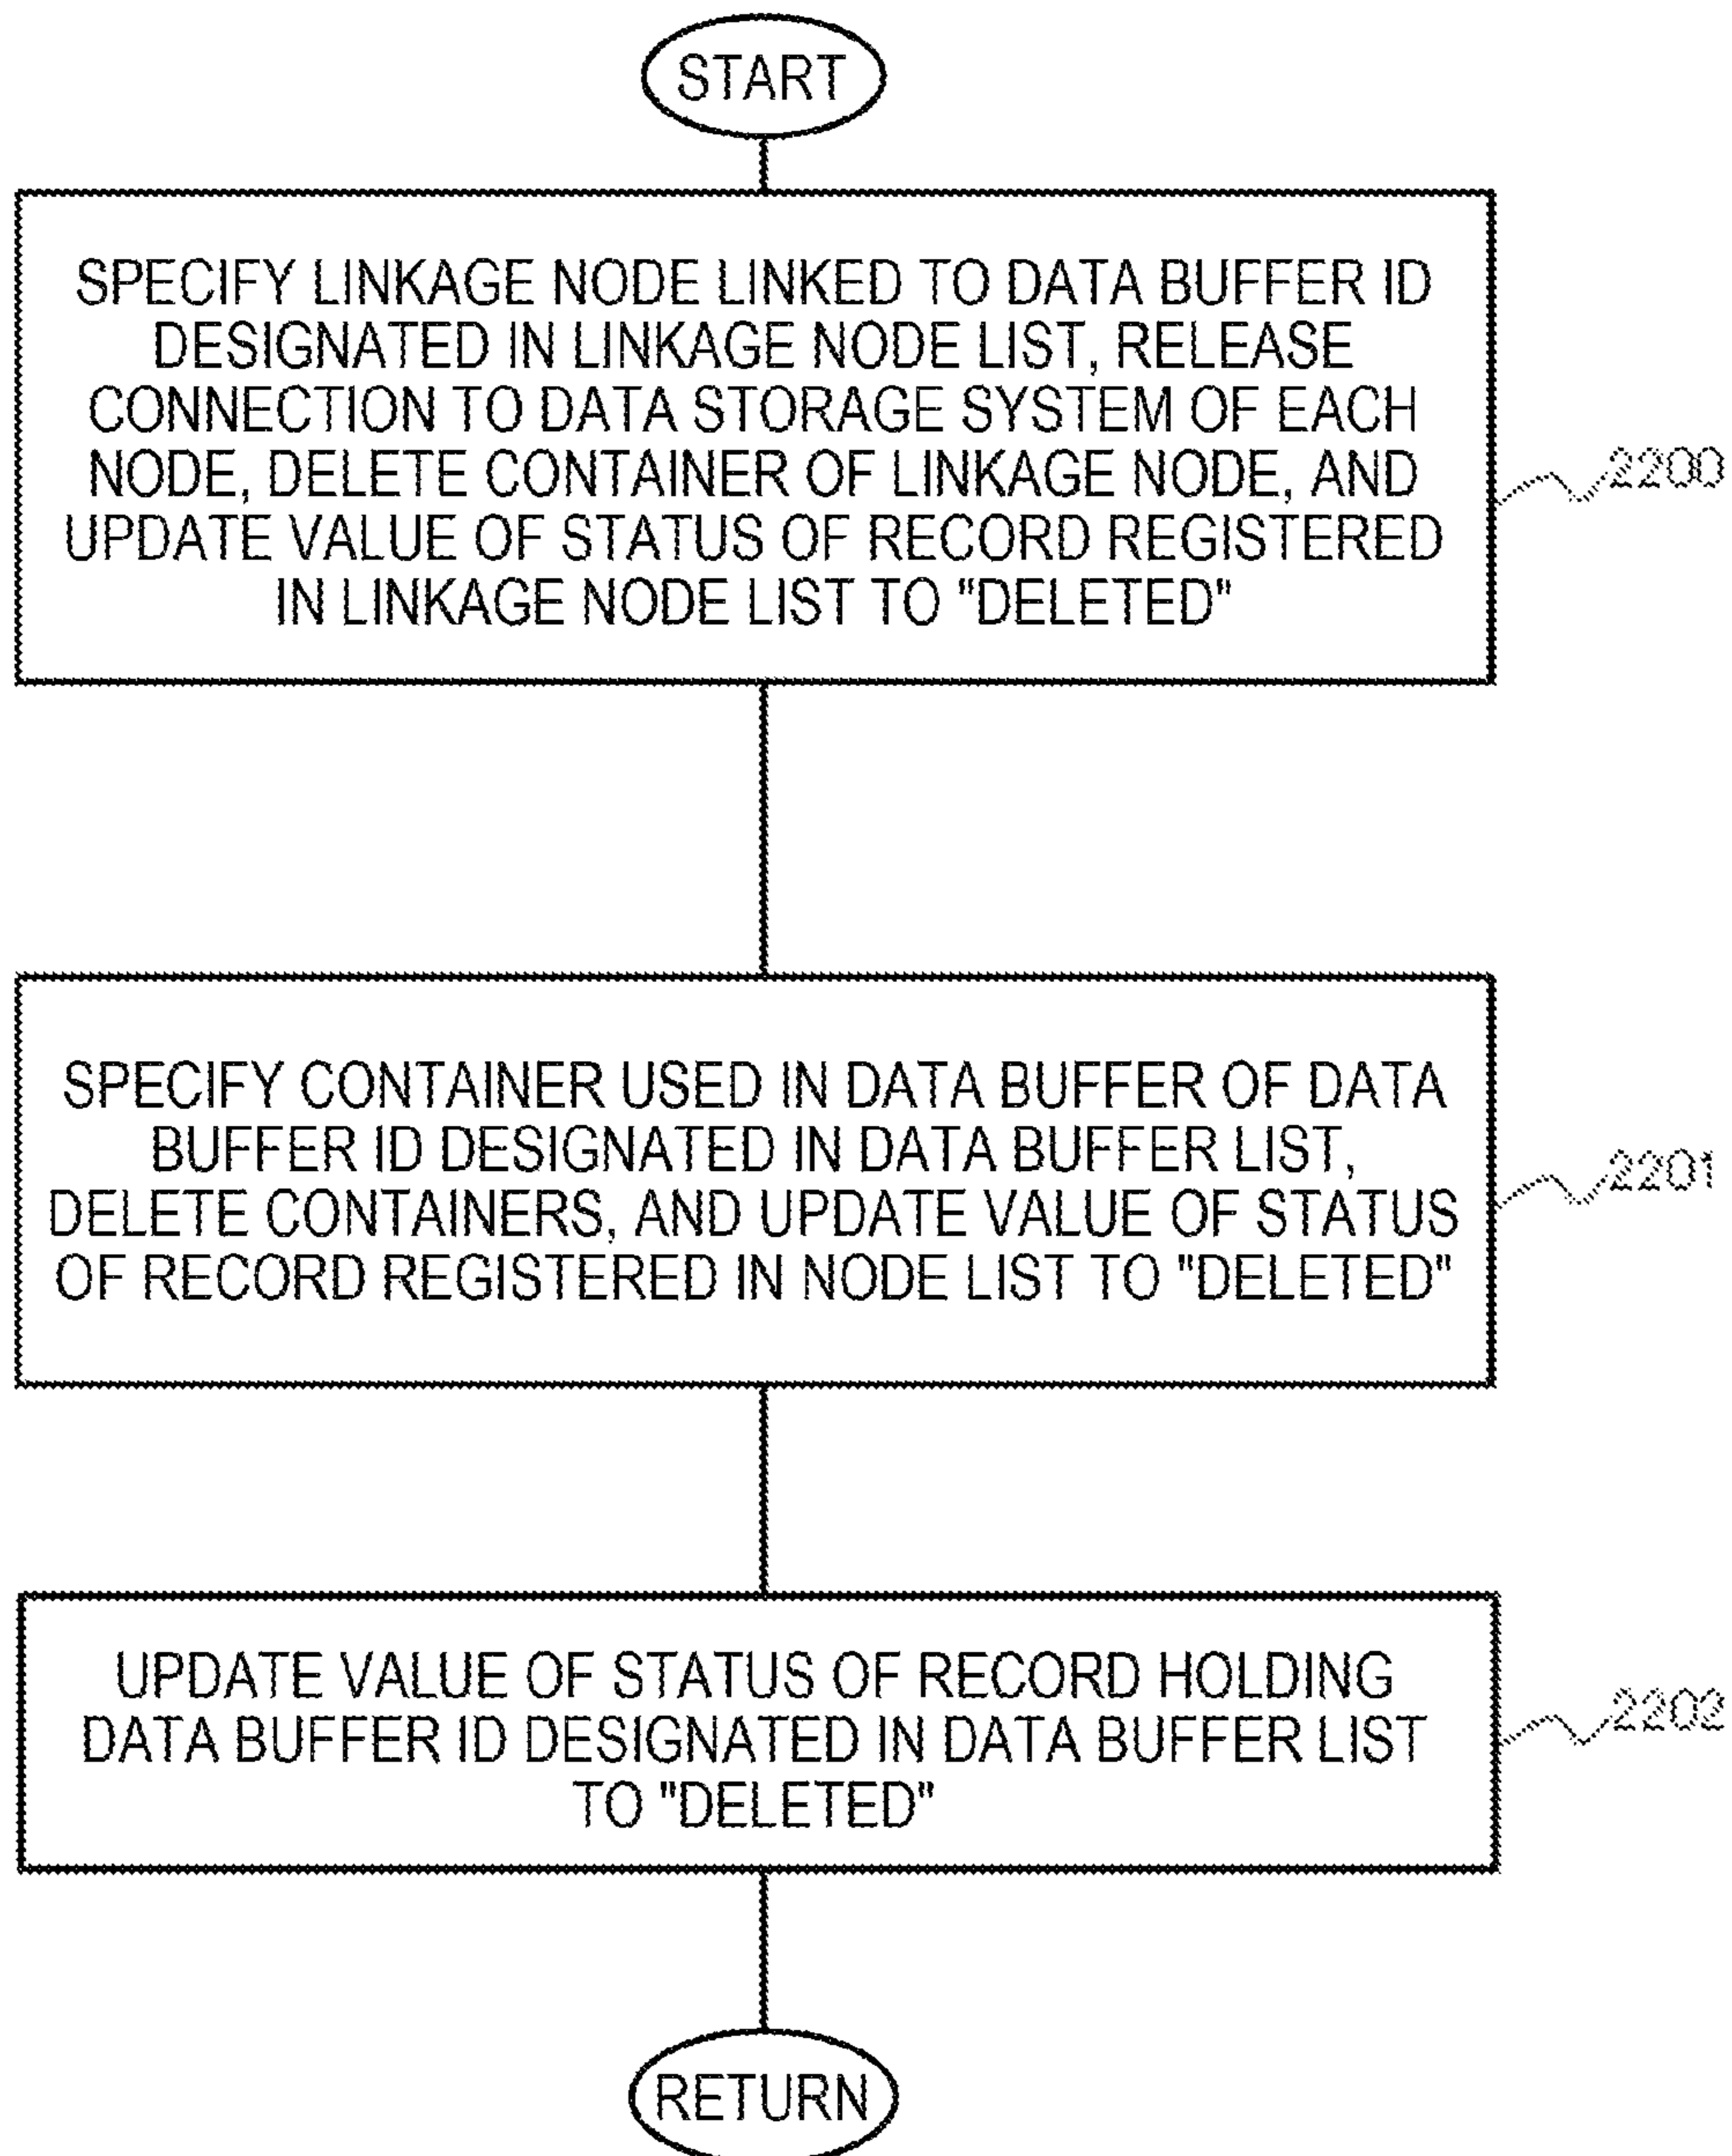 START
SPECIFY LINKAGE NODE LINKED TO DATA BUFFER ID
DESIGNATED IN LINKAGE NODE LIST, RELEASE
CONNECTION TO DATA STORAGE SYSTEM OF EACH
NODE, DELETE CONTAINER OF LINKAGE NODE, AND
UPDATE VALUE OF STATUS OF RECORD REGISTERED
IN LINKAGE NODE LIST TO "DELETED"
2200
SPECIFY CONTAINER USED IN DATA BUFFER OF DATA
BUFFER ID DESIGNATED IN DATA BUFFER LIST,
DELETE CONTAINERS, AND UPDATE VALUE OF STATUS
OF RECORD REGISTERED IN NODE LIST TO "DELETED"
2201
UPDATE VALUE OF STATUS OF RECORD HOLDING
DATA BUFFER ID DESIGNATED IN DATA BUFFER LIST
TO "DELETED"
2202
RETURN